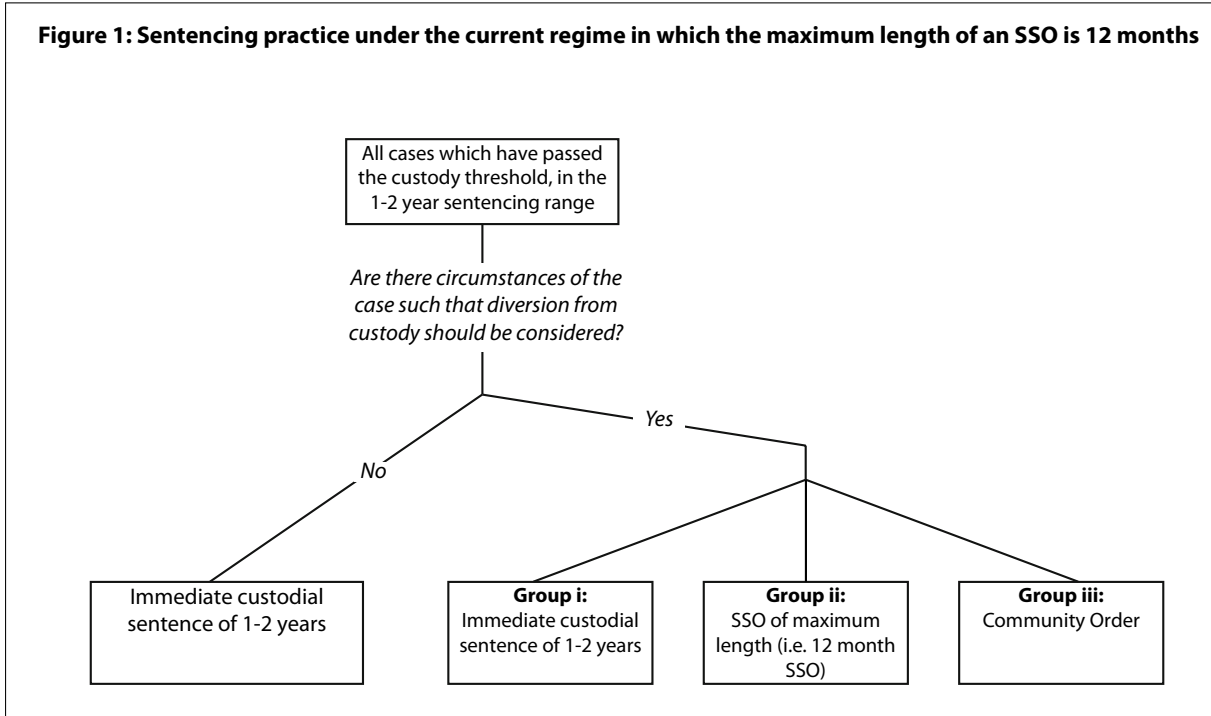 Figure 1: Sentencing practice under the current regime in which the maximum length of an SSO is 12 months
All cases which have passed
the custody threshold, in the
1-2 year sentencing range
Are there circumstances of the
case such that diversion from
custody should be considered?
Yes
No
Immediate custodial
sentence of 1-2 years
Group i:
Immediate custodial
sentence of 1-2 years
Group ii:
SSO of maximum
length (i.e. 12 month
SSO)
Group iii:
Community Order